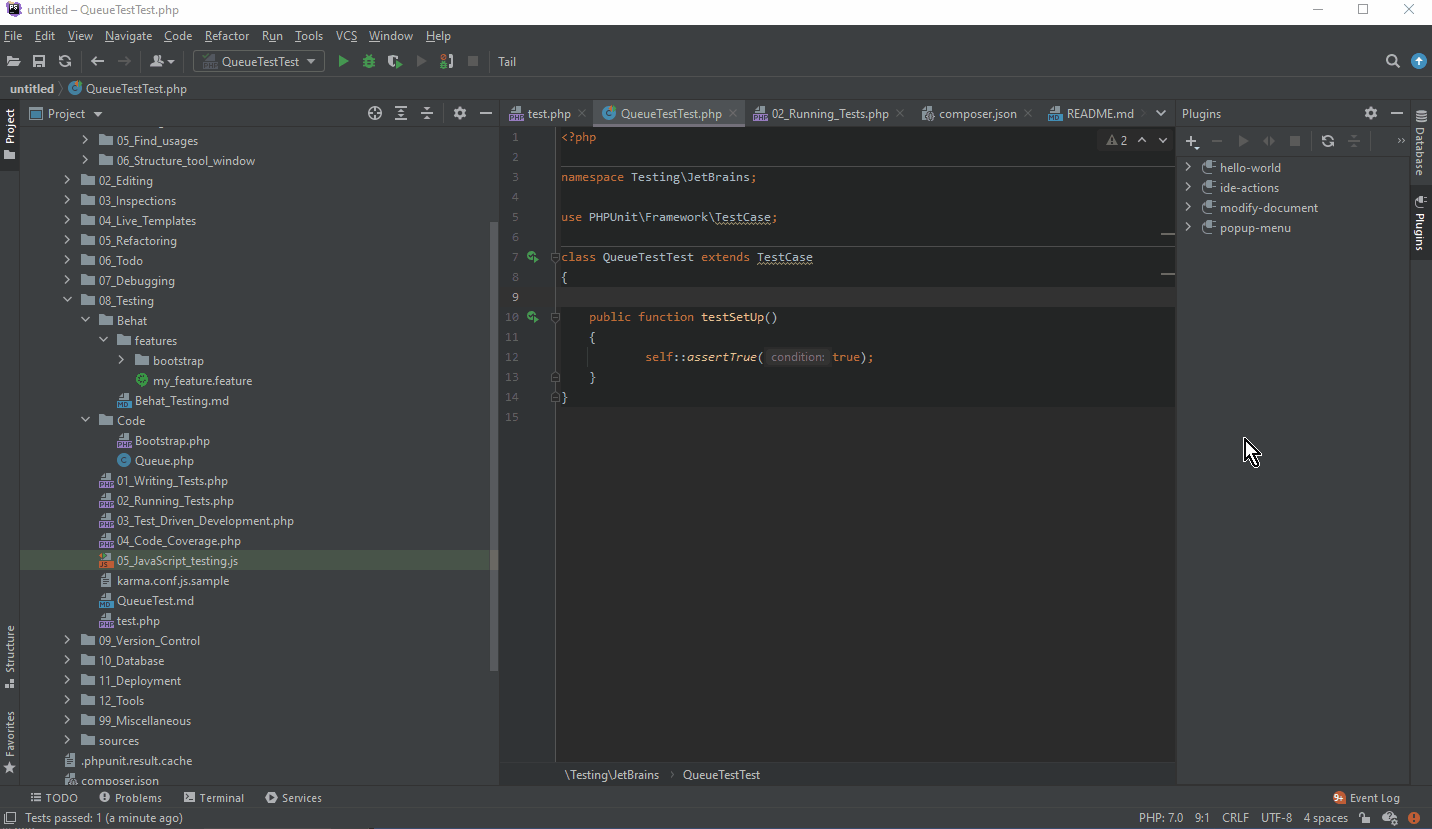 untitled – QueueTestTest.php
File Edit View Navigate Code Refactor Run Tools VCS Window Help
QueueTestTest Tail
untitled QueueTestTest.php
Project
Project
05_Find_usages
06_Structure_tool_window
02_Editing
03_Inspections
04_Live_Templates
05_Refactoring
06_Todo
07_Debugging
08_Testing
Behat
features
bootstrap
my_feature.feature
Behat_Testing.md
Code
Bootstrap.php
Queue.php
01_Writing_Tests.php
02_Running_Tests.php
03_Test_Driven_Development.php
04_Code_Coverage.php
05_JavaScript_testing.js
karma.conf.js.sample
QueueTest.md
test.php
09_Version_Control
10_Database
11_Deployment
12_Tools
99_Miscellaneous
sources
.phpunit.result.cache
composer.json
Structure
Favorites
test.php QueueTestTest.php 02_Running_Tests.php composer.json README.md
2
1 <?php
2
3 namespace Testing\JetBrains;
4
5 use PHPUnit\Framework\TestCase;
6
7 class QueueTestTest extends TestCase
8 {
9
10 public function testSetUp()
11 {
12 self::assertTrue( condition: true);
13 }
14 }
15
\Testing\JetBrains QueueTestTest
Plugins
hello-world
ide-actions
modify-document
popup-menu
Database
Plugins
TODO Problems Terminal Services 9+ Event Log
Tests passed: 1 (a minute ago) PHP: 7.0 9:1 CRLF UTF-8 4 spaces